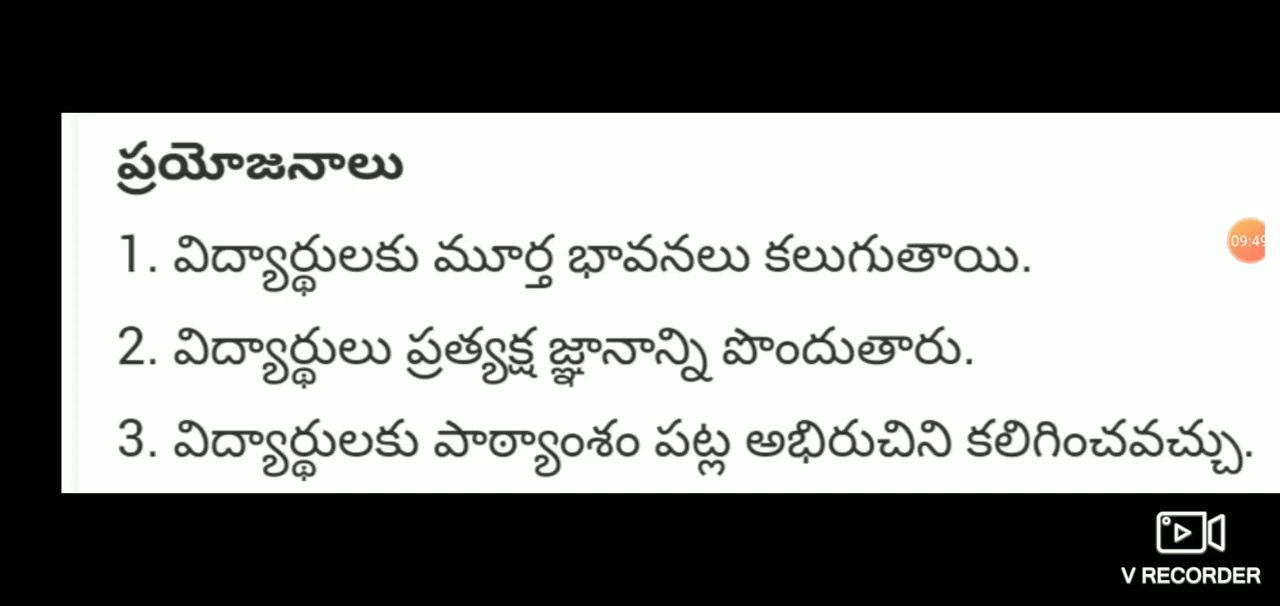 ప్రయోజనాలు
1. విద్యార్థులకు మూర్త భావనలు కలుగుతాయి.
09:49
2. విద్యార్థులు ప్రత్యక్ష జ్ఞానాన్ని పొందుతారు.
3. విద్యార్థులకు పాఠ్యాంశం పట్ల అభిరుచిని కలిగించవచ్చు.
V RECORDER